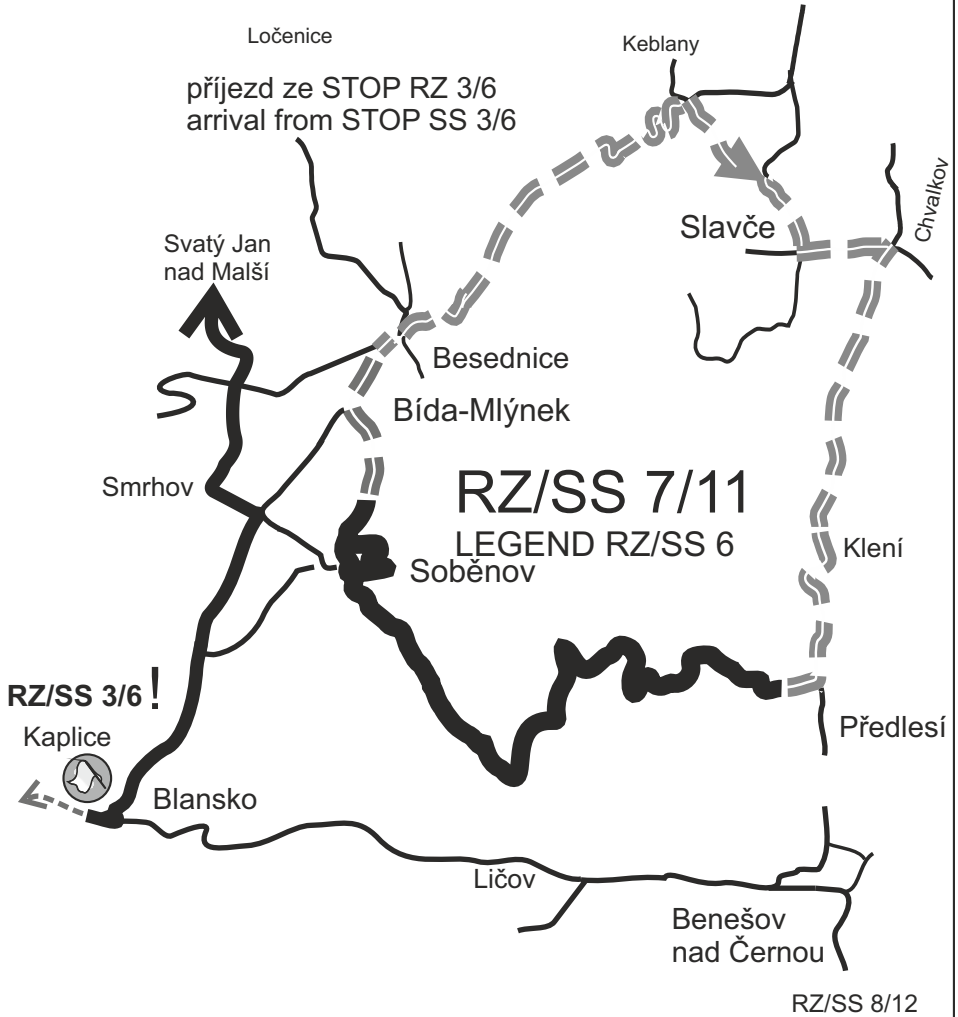 Ločenice
Keblany
příjezd ze STOP RZ 3/6
arrival from STOP SS 3/6
Chvalkov
Slavče
Svatý Jan
nad Malší
Besednice
Bída-Mlýnek
Smrhov
RZ/SS 7/11
LEGEND RZ/SS 6
Klení
Soběnov
RZ/SS 3/6 !
Kaplice
Předlesí
Blansko
Ličov
Benešov
nad Černou
RZ/SS 8/12